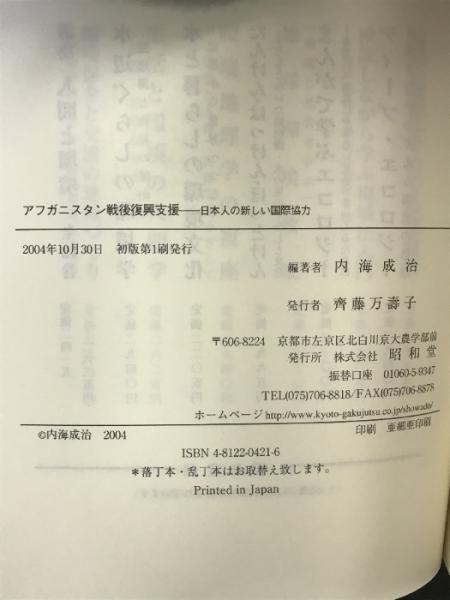 アフガニスタン戦後復興支援――日本人の新しい国際協力
2004年10月30日　初版第1刷発行
編著者　内海成治
発行者　齊藤万壽子
〒606-8224　京都市左京区北白川京大農学部前
発行所　株式会社　昭和堂
振替口座　01060-5-9347
TEL(075)706-8818/FAX(075)706-8878
ホームページ http://www.kyoto-gakujutsu.co.jp/showado/
©内海成治　2004
印刷　亜細亜印刷
ISBN 4-8122-0421-6
＊落丁本・乱丁本はお取替え致します。
Printed in Japan